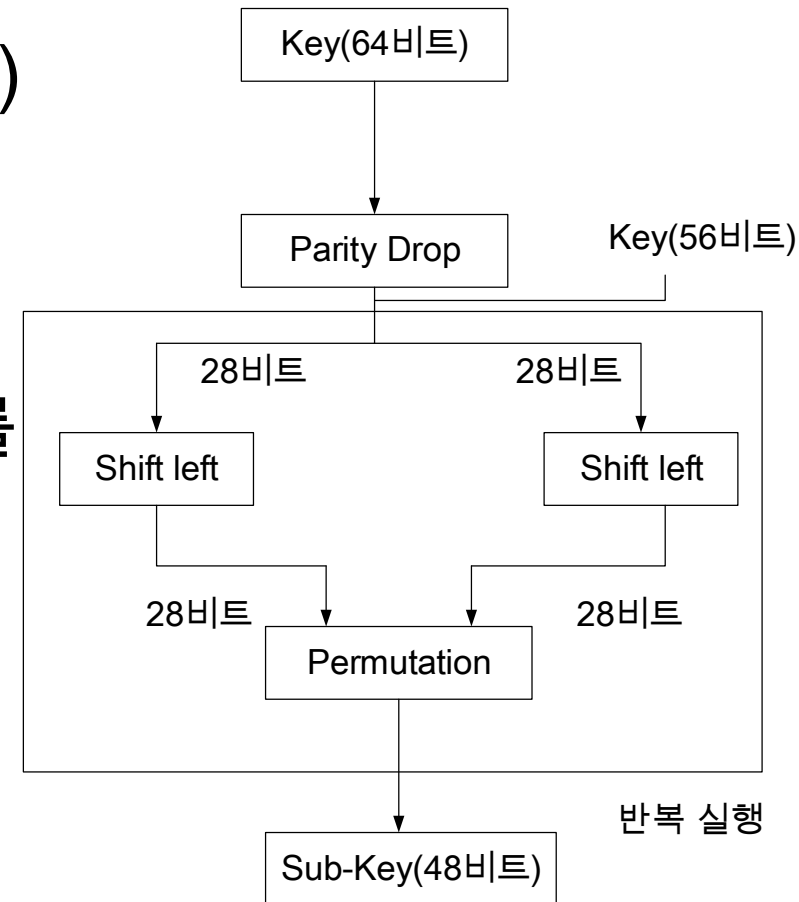 )
Key(64비트)
Parity Drop
Key(56비트)
28비트
28비트
Shift left
Shift left
28비트
28비트
Permutation
반복 실행
Sub-Key(48비트)